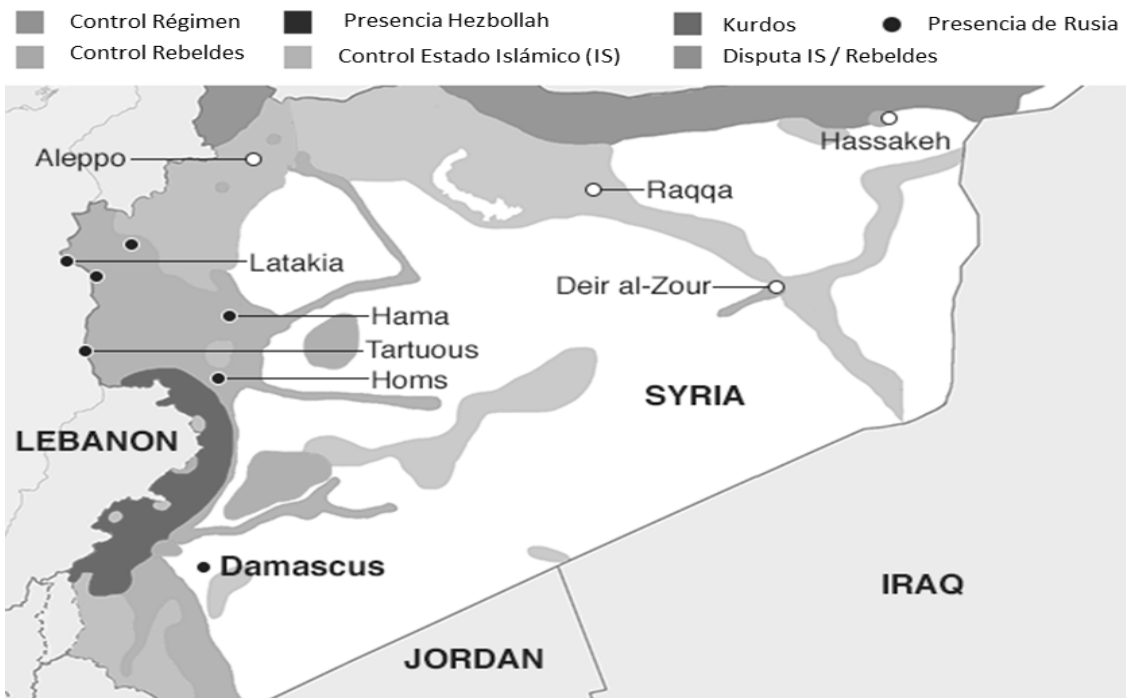 Control Régimen
Presencia Hezbollah
Kurdos
Presencia de Rusia
Control Rebeldes
Control Estado Islámico (IS)
Disputa IS / Rebeldes
Aleppo
Hassakeh
Raqqa
Latakia
Deir al-Zour
Hama
Tartuous
Homs
SYRIA
LEBANON
Damascus
IRAQ
JORDAN